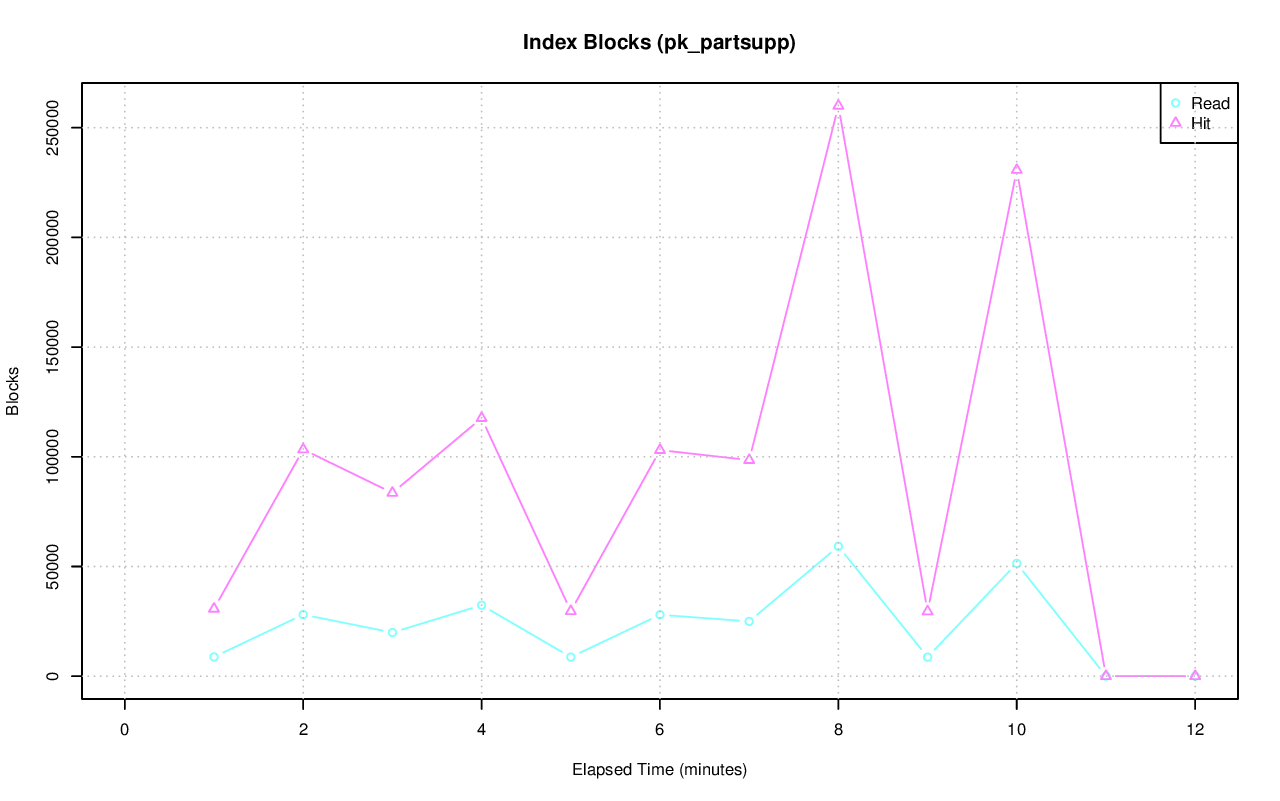 Index Blocks (pk_partsupp)
Read
Hit
250000
200000
150000
100000
50000
0
Blocks
0 2 4 6 8 10 12
Elapsed Time (minutes)